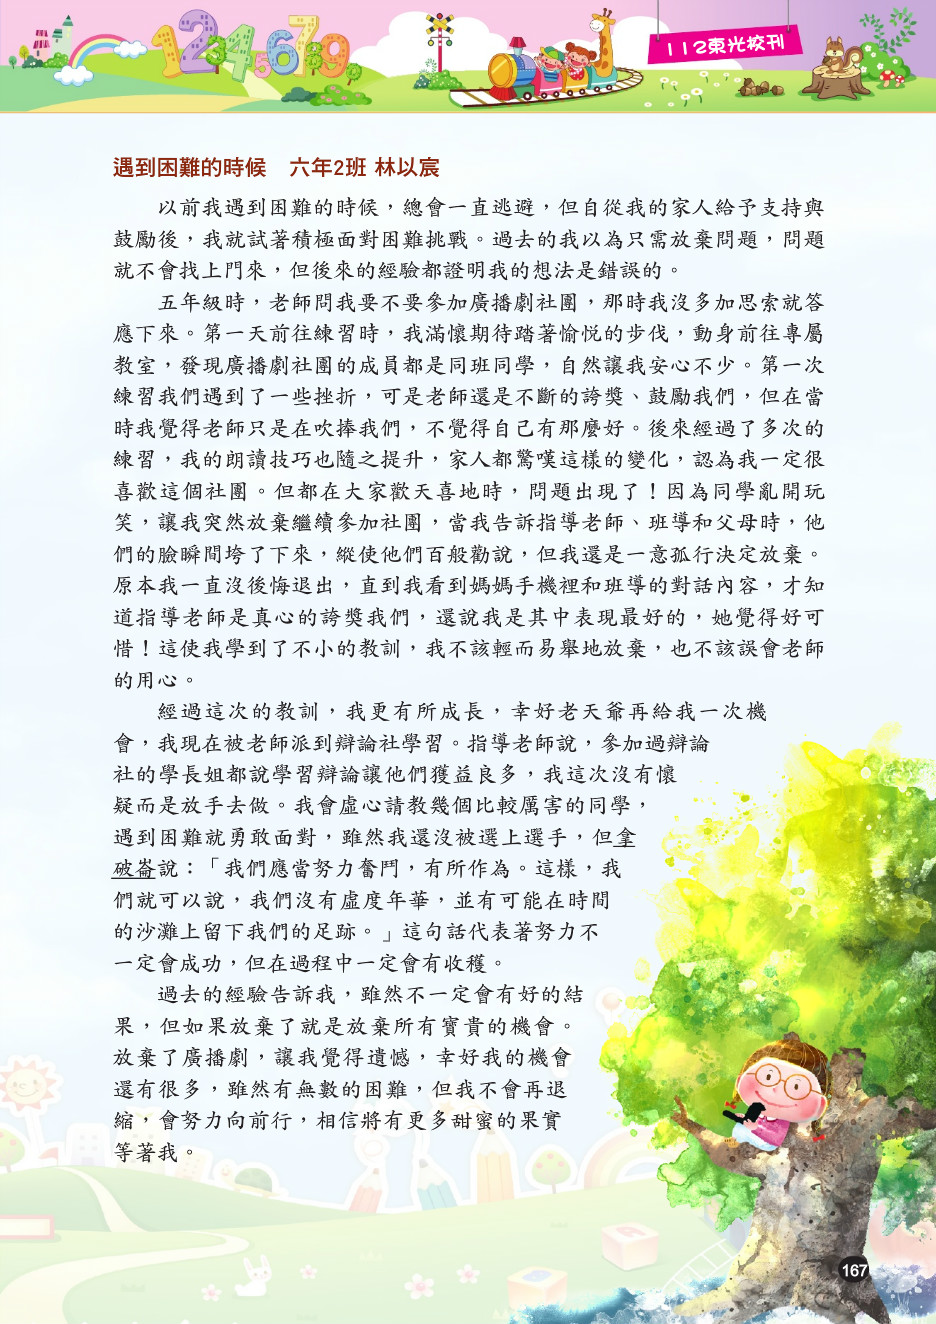 112東光校刊
遇到困難的時候　六年2班 林以宸
以前我遇到困難的時候，總會一直逃避，但自從我的家人給予支持與
鼓勵後，我就試著積極面對困難挑戰。過去的我以為只需放棄問題，問題
就不會找上門來，但後來的經驗都證明我的想法是錯誤的。
五年級時，老師問我要不要參加廣播劇社團，那時我沒多加思索就答
應下來。第一天前往練習時，我滿懷期待踏著愉悅的步伐，動身前往專屬
教室，發現廣播劇社團的成員都是同班同學，自然讓我安心不少。第一次
練習我們遇到了一些挫折，可是老師還是不斷的誇獎、鼓勵我們，但在當
時我覺得老師只是在吹捧我們，不覺得自己有那麼好。後來經過了多次的
練習，我的朗讀技巧也隨之提升，家人都驚嘆這樣的變化，認為我一定很
喜歡這個社團。但都在大家歡天喜地時，問題出現了！因為同學亂開玩
笑，讓我突然放棄繼續參加社團，當我告訴指導老師、班導和父母時，他
們的臉瞬間垮了下來，縱使他們百般勸說，但我還是一意孤行決定放棄。
原本我一直沒後悔退出，直到我看到媽媽手機裡和班導的對話內容，才知
道指導老師是真心的誇獎我們，還說我是其中表現最好的，她覺得好可
惜！這使我學到了不小的教訓，我不該輕而易舉地放棄，也不該誤會老師
的用心。
經過這次的教訓，我更有所成長，幸好老天爺再給我一次機
會，我現在被老師派到辯論社學習。指導老師說，參加過辯論
社的學長姐都說學習辯論讓他們獲益良多，我這次沒有懷
疑而是放手去做。我會虛心請教幾個比較厲害的同學，
遇到困難就勇敢面對，雖然我還沒被選上選手，但拿
破崙說：「我們應當努力奮鬥，有所作為。這樣，我
們就可以說，我們沒有虛度年華，並有可能在時間
的沙灘上留下我們的足跡。」這句話代表著努力不
一定會成功，但在過程中一定會有收穫。
過去的經驗告訴我，雖然不一定會有好的結
果，但如果放棄了就是放棄所有寶貴的機會。
放棄了廣播劇，讓我覺得遺憾，幸好我的機會
還有很多，雖然有無數的困難，但我不會再退
縮，會努力向前行，相信將有更多甜蜜的果實
等著我。
167